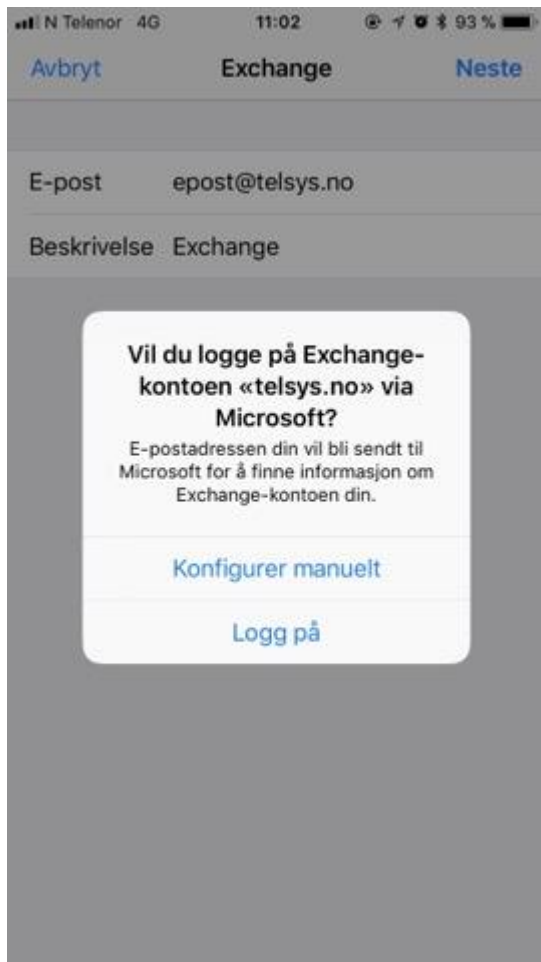 N Telenor 4G 11:02 93 %
Avbryt Exchange Neste
E-post epost@telsys.no
Beskrivelse Exchange
Vil du logge på Exchange-
kontoen «telsys.no» via
Microsoft?
E-postadressen din vil bli sendt til
Microsoft for å finne informasjon om
Exchange-kontoen din.
Konfigurer manuelt
Logg på